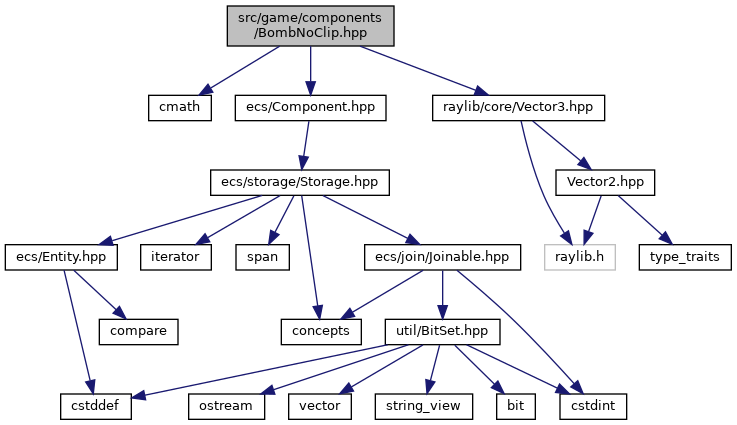 src/game/components
/BombNoClip.hpp
cmath
ecs/Component.hpp
raylib/core/Vector3.hpp
ecs/storage/Storage.hpp
Vector2.hpp
ecs/Entity.hpp
iterator
span
ecs/join/Joinable.hpp
raylib.h
type_traits
compare
concepts
util/BitSet.hpp
cstddef
ostream
vector
string_view
bit
cstdint